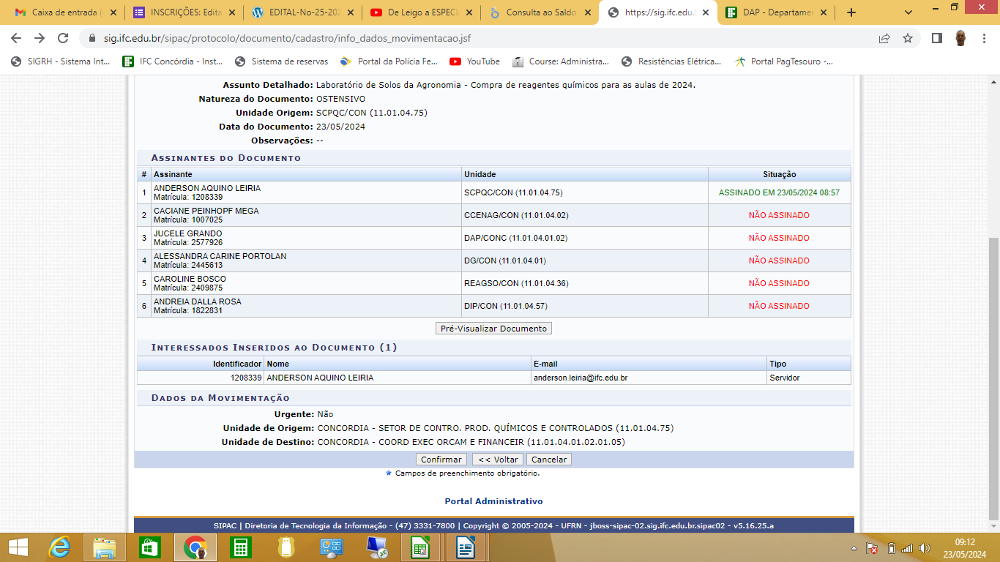 Caixa de entrada (
INSCRIÇÕES: Edita
EDITAL-No-25-202
De Leigo a ESPECIA
Consulta ao Saldo
https://sig.ifc.edu.
DAP - Departamen
sig.ifc.edu.br/sipac/protocolo/documento/cadastro/info_dados_movimentacao.jsf
SIGRH - Sistema Int...
IFC Concórdia - Inst...
Sistema de reservas
Portal da Polícia Fe...
YouTube
Course: Administra...
Resistências Elétrica...
Portal PagTesouro -...
Assunto Detalhado: Laboratório de Solos da Agronomia - Compra de reagentes químicos para as aulas de 2024.
Natureza do Documento: OSTENSIVO
Unidade Origem: SCPQC/CON (11.01.04.75)
Data do Documento: 23/05/2024
Observações: --
ASSINANTES DO DOCUMENTO
# Assinante Unidade Situação
1 ANDERSON AQUINO LEIRIA SCPQC/CON (11.01.04.75) ASSINADO EM 23/05/2024 08:57
Matrícula: 1208339
2 CACIANE PEINHOPF MEGA CCENAG/CON (11.01.04.02) NÃO ASSINADO
Matrícula: 1007025
3 JUCELE GRANDO DAP/CONC (11.01.04.01.02) NÃO ASSINADO
Matrícula: 2577926
4 ALESSANDRA CARINE PORTOLAN DG/CON (11.01.04.01) NÃO ASSINADO
Matrícula: 2445613
5 CAROLINE BOSCO REAGSO/CON (11.01.04.36) NÃO ASSINADO
Matrícula: 2409875
6 ANDREIA DALLA ROSA DIP/CON (11.01.04.57) NÃO ASSINADO
Matrícula: 1822831
Pré-Visualizar Documento
INTERESSADOS INSERIDOS AO DOCUMENTO (1)
Identificador Nome E-mail Tipo
1208339 ANDERSON AQUINO LEIRIA anderson.leiria@ifc.edu.br Servidor
DADOS DA MOVIMENTAÇÃO
Urgente: Não
Unidade de Origem: CONCORDIA - SETOR DE CONTRO. PROD. QUÍMICOS E CONTROLADOS (11.01.04.75)
Unidade de Destino: CONCORDIA - COORD EXEC ORCAM E FINANCEIR (11.01.04.01.02.01.05)
Confirmar << Voltar Cancelar
Campos de preenchimento obrigatório.
Portal Administrativo
SIPAC | Diretoria de Tecnologia da Informação - (47) 3331-7800 | Copyright © 2005-2024 - UFRN - jboss-sipac-02.sig.ifc.edu.br.sipac02 - v5.16.25.a
09:12
23/05/2024